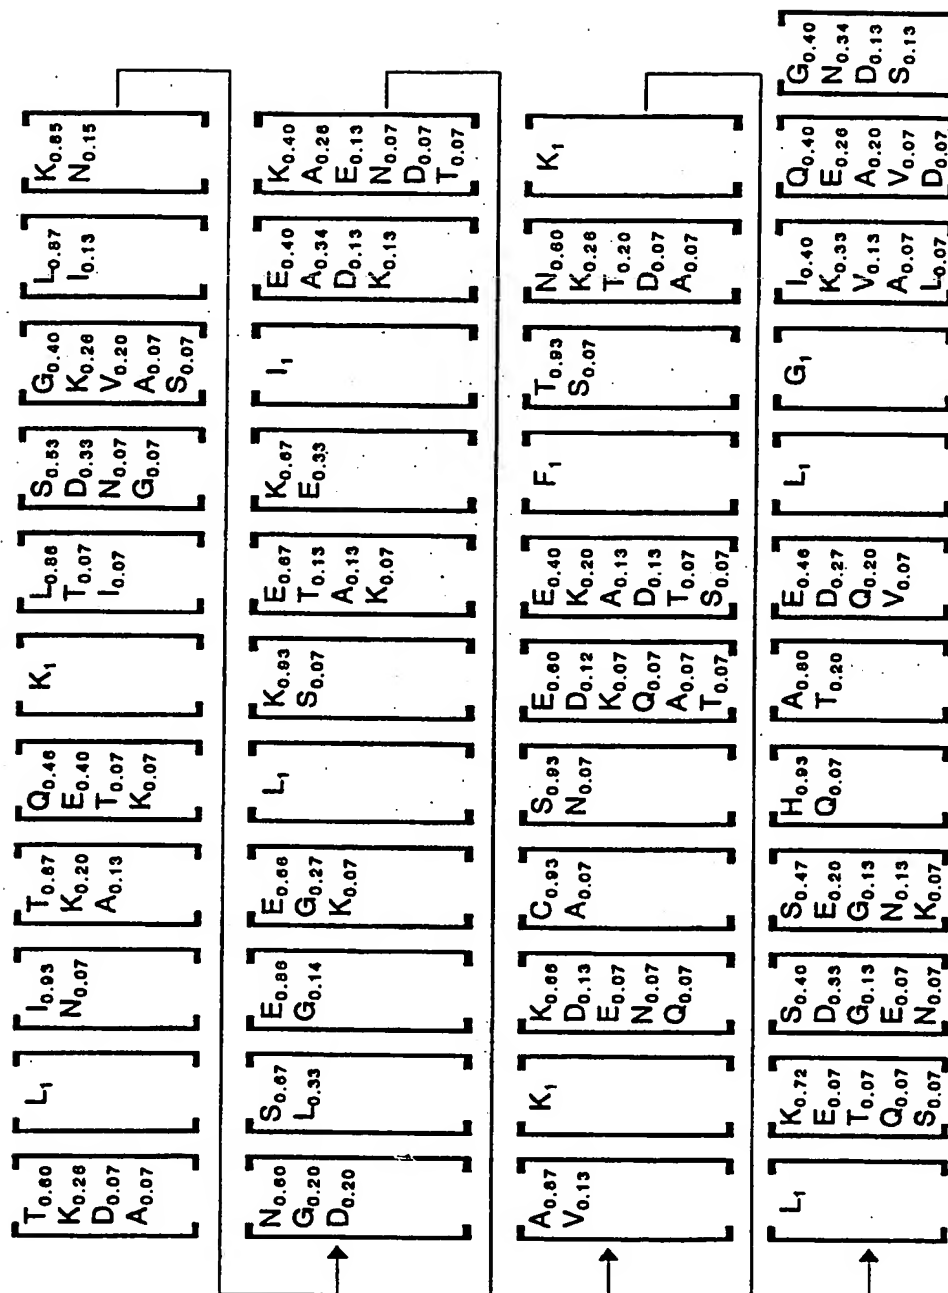 T0.60
K0.26
D0.07
A0.07
L1
I0.93
N0.07
T0.67
K0.20
A0.13
Q0.46
E0.40
T0.07
K0.07
K1
L0.86
T0.07
I0.07
S0.53
D0.33
N0.07
G0.07
G0.40
K0.26
V0.20
A0.07
S0.07
L0.87
I0.13
K0.85
N0.15
N0.60
G0.20
D0.20
S0.67
L0.33
E0.86
G0.14
E0.66
G0.27
K0.07
L1
K0.93
S0.07
E0.67
T0.13
A0.13
K0.07
K0.67
E0.33
I1
E0.40
A0.34
D0.13
K0.13
K0.40
A0.26
E0.13
N0.07
D0.07
T0.07
A0.87
V0.13
K1
K0.66
D0.13
E0.07
N0.07
Q0.07
C0.93
A0.07
S0.93
N0.07
E0.60
D0.12
K0.07
Q0.07
A0.07
T0.07
E0.40
K0.20
A0.13
D0.13
T0.07
S0.07
F1
T0.93
S0.07
N0.60
K0.26
T0.20
D0.07
A0.07
K1
L1
K0.72
E0.07
T0.07
Q0.07
S0.07
S0.40
D0.33
G0.13
E0.07
N0.07
S0.47
E0.20
G0.13
N0.13
K0.07
H0.93
Q0.07
A0.80
T0.20
E0.46
D0.27
Q0.20
V0.07
L1
G1
I0.40
K0.33
V0.13
A0.07
L0.07
Q0.40
E0.26
A0.20
V0.07
D0.07
G0.40
N0.34
D0.13
S0.13